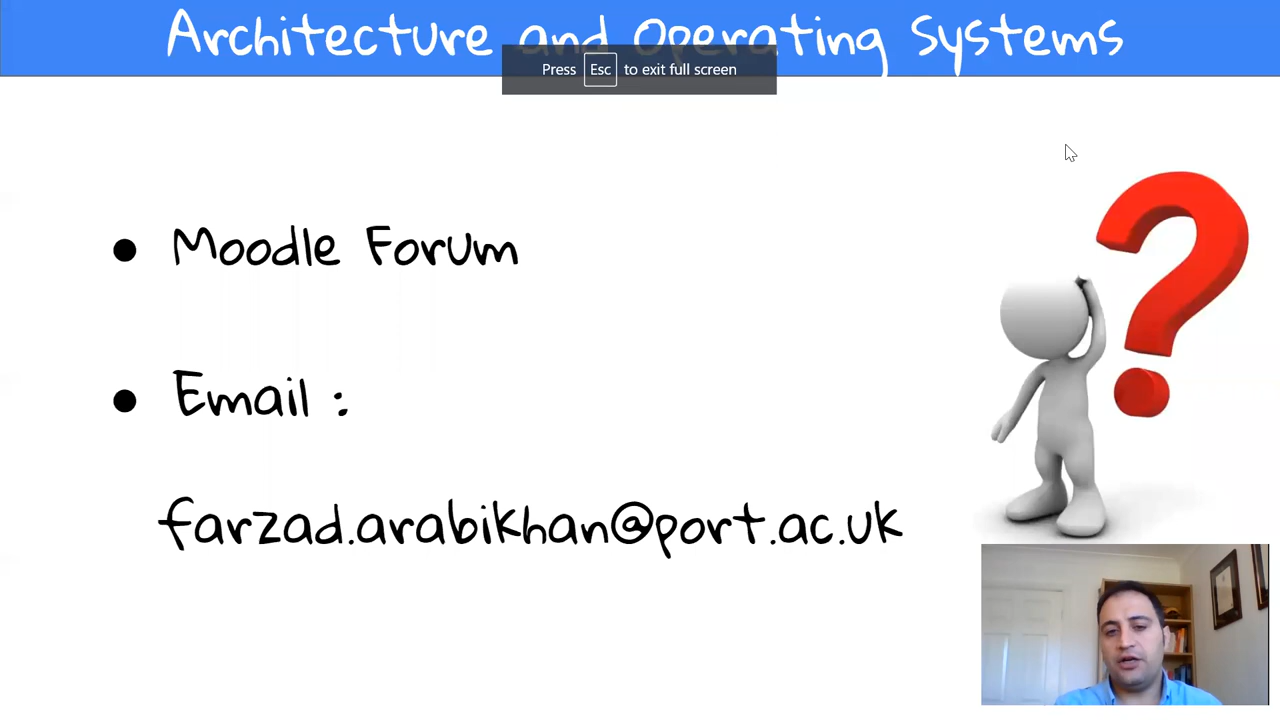 Architecture and Operating Systems
Press Esc to exit full screen
• Moodle Forum
• Email :
farzad.arabikhan@port.ac.uk